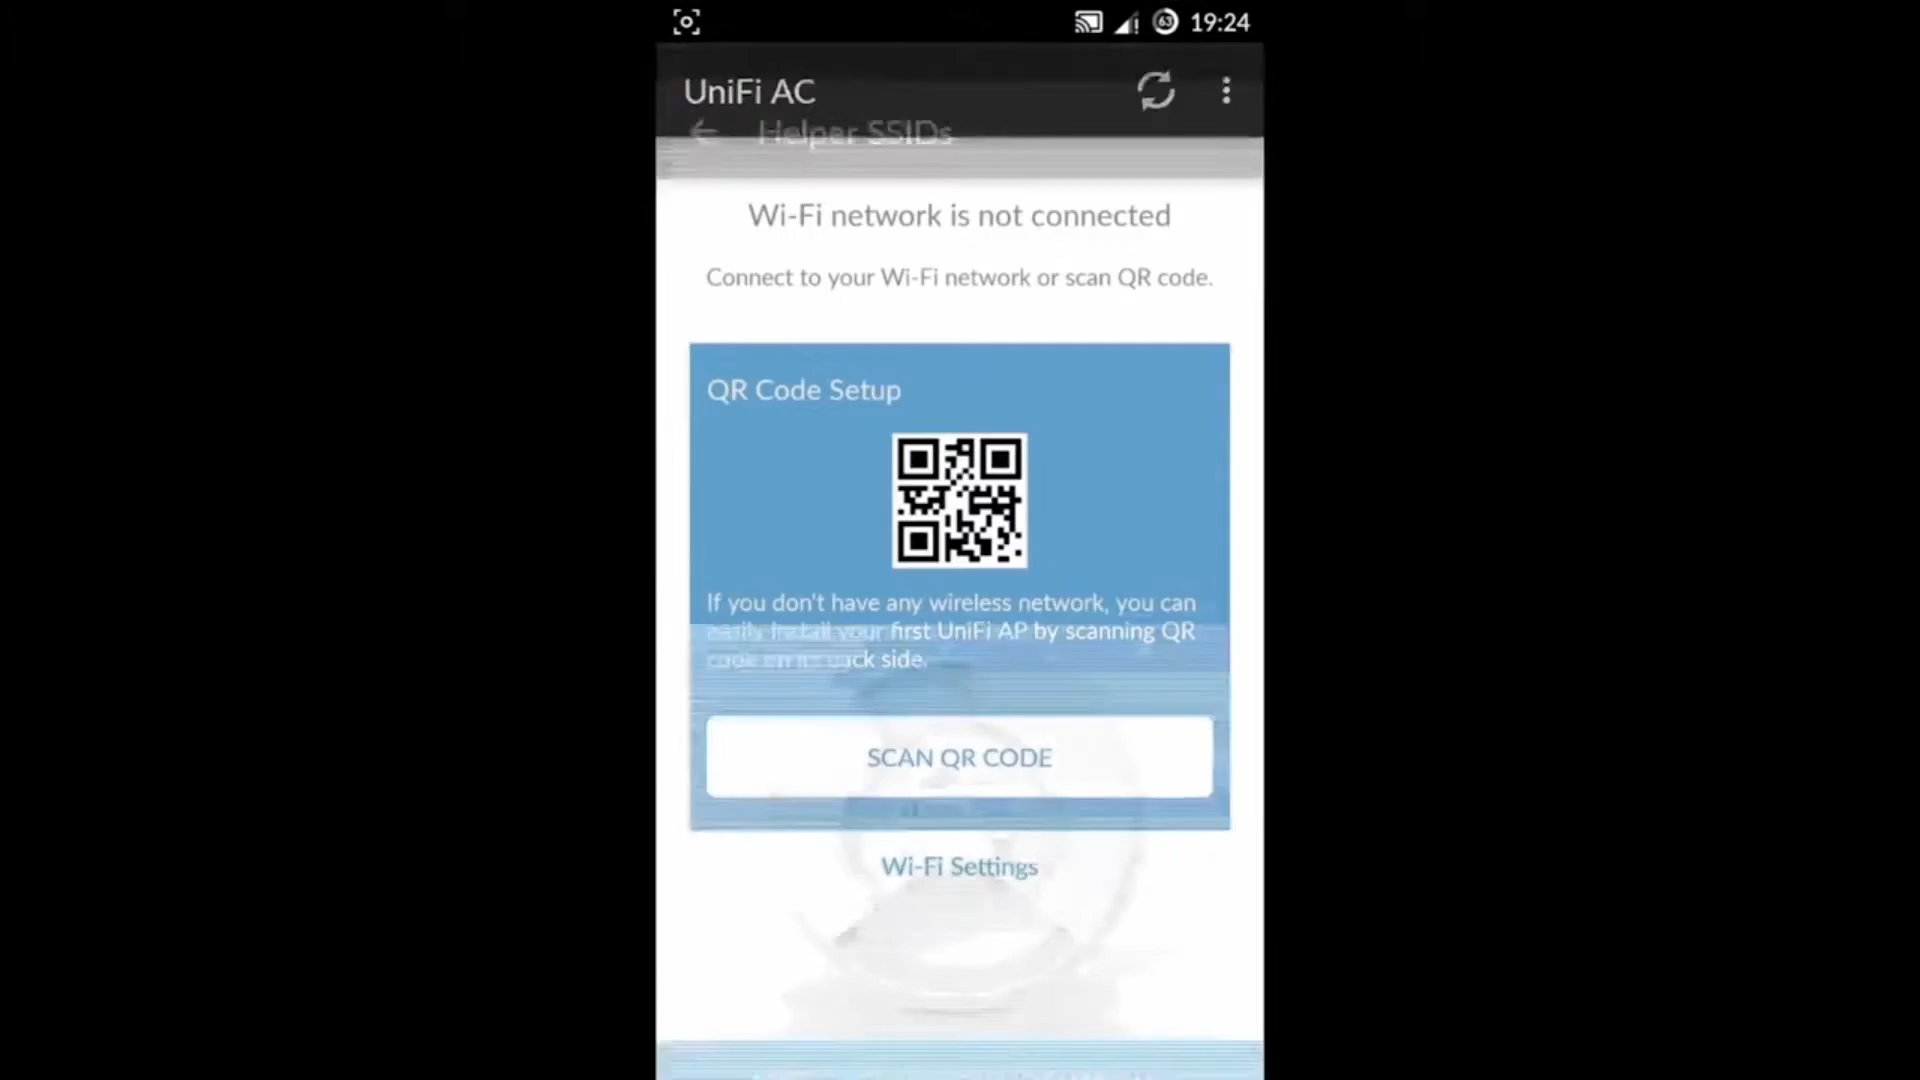 63 19:24
UniFi AC
Helper SSIDs
Wi-Fi network is not connected
Connect to your Wi-Fi network or scan QR code.
QR Code Setup
If you don't have any wireless network, you can
easily install your first UniFi AP by scanning QR
code on its back side.
SCAN QR CODE
Wi-Fi Settings